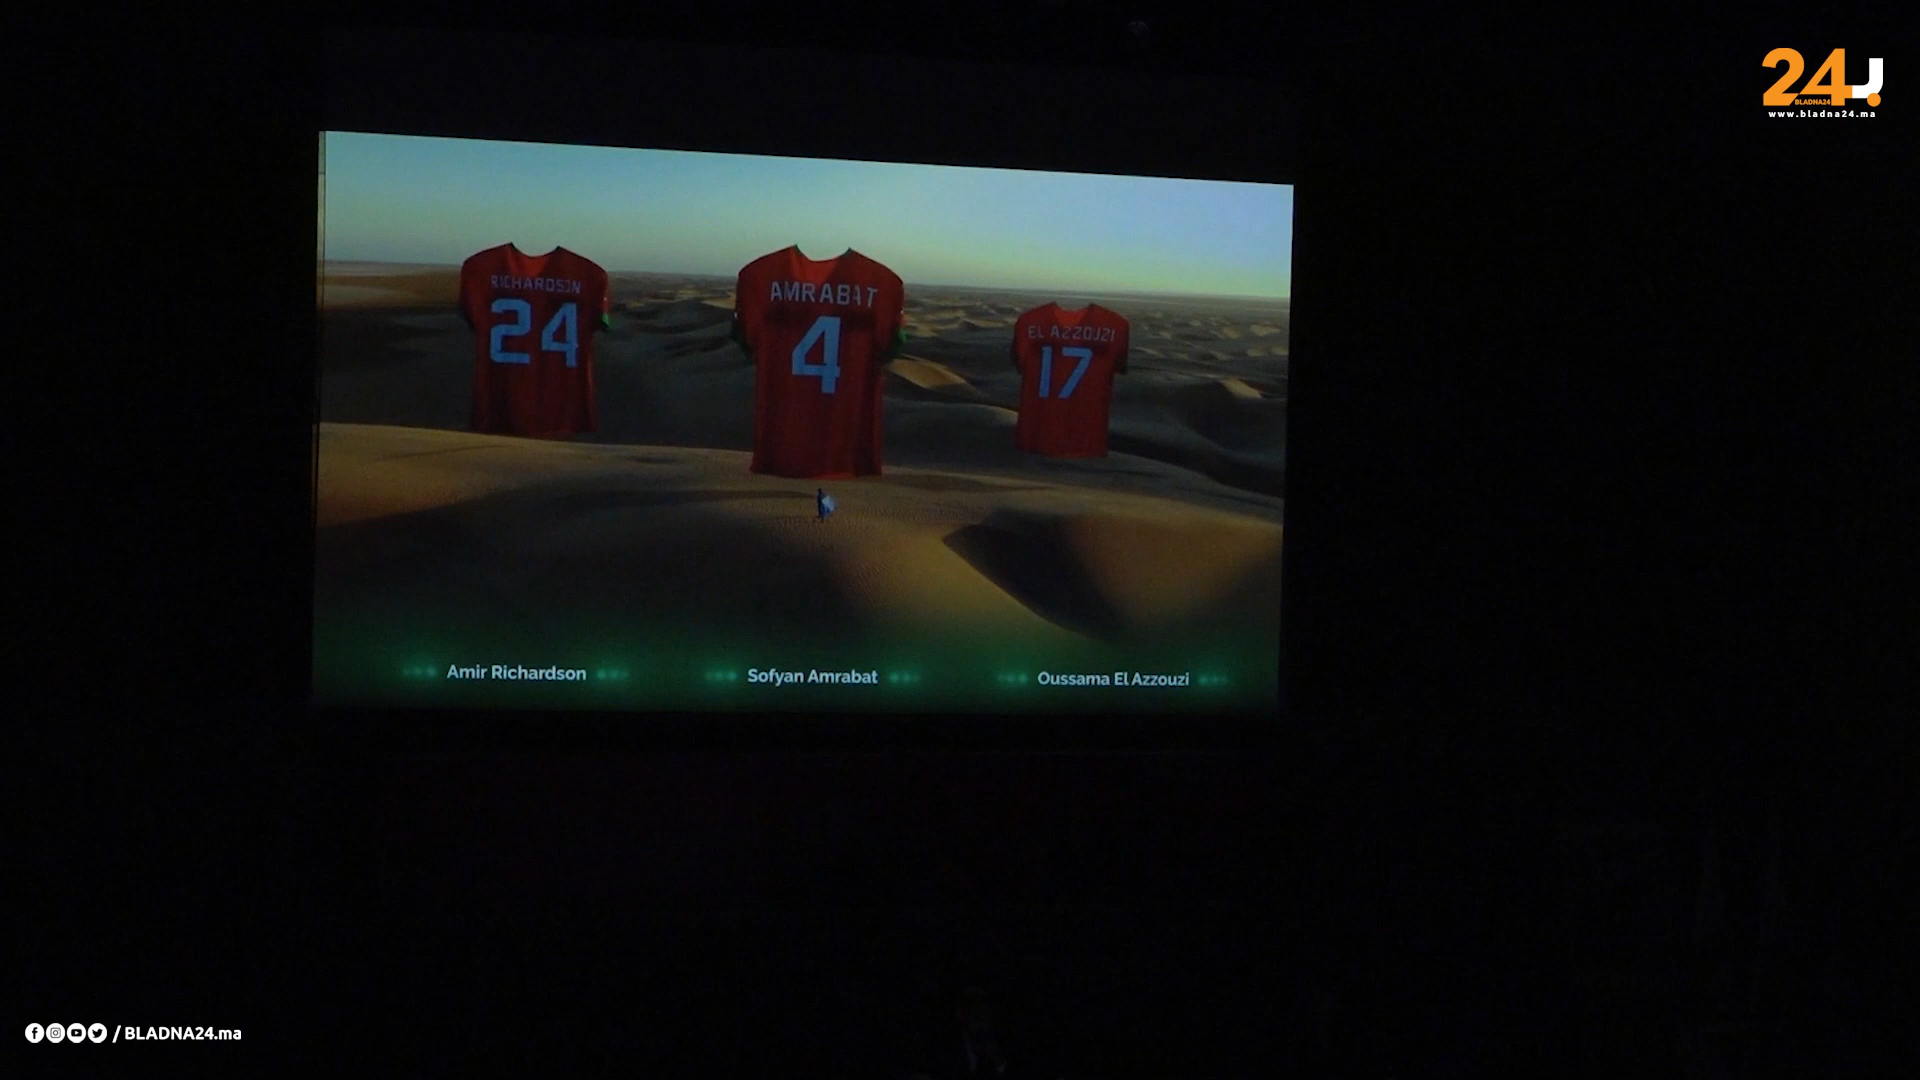 24
BLADNA24
www.bladna24.ma
RICHARDSON
24
AMRABAT
4
EL AZZOUZI
17
Amir Richardson
Sofyan Amrabat
Oussama El Azzouzi
/ BLADNA24.ma